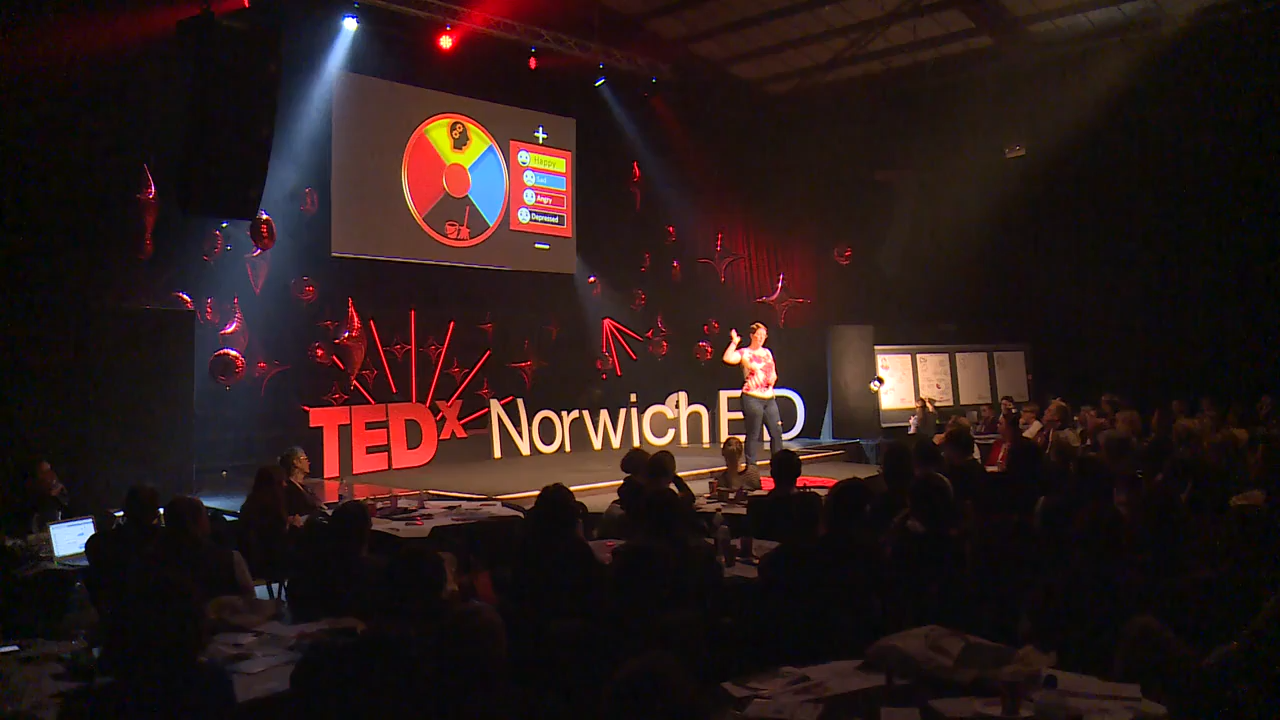 +
Happy
Sad
Angry
Depressed
−
TEDx NorwichED